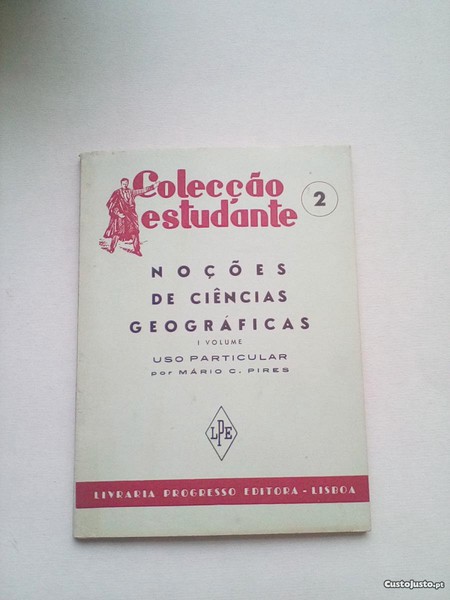 Colecção
estudante
2
NOÇÕES
DE CIÊNCIAS
GEOGRÁFICAS
I VOLUME
USO PARTICULAR
por MÁRIO C. PIRES
LPE
LIVRARIA PROGRESSO EDITORA - LISBOA
CustoJusto.pt